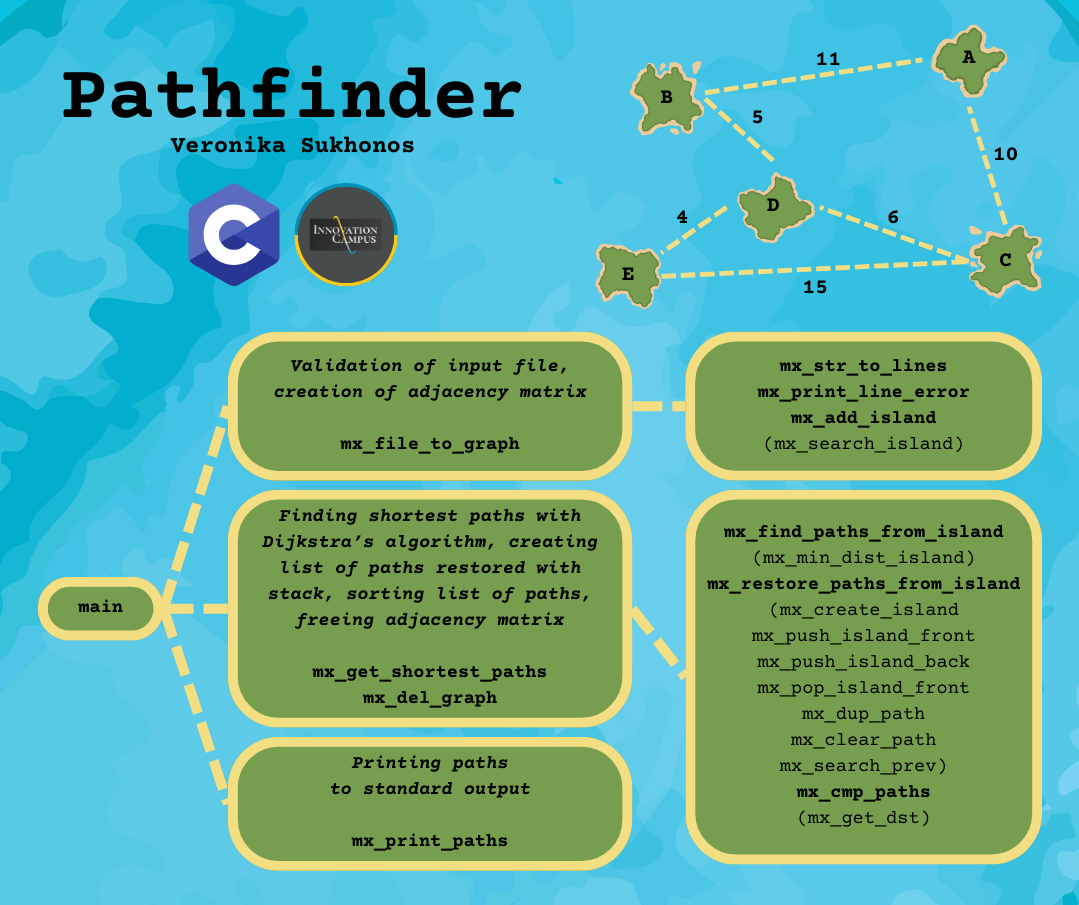 Pathfinder
Veronika Sukhonos
INNOVATION
CAMPUS
A
11
B
5
10
D
4
6
E
C
15
Validation of input file,
creation of adjacency matrix
mx_file_to_graph
mx_str_to_lines
mx_print_line_error
mx_add_island
(mx_search_island)
main
Finding shortest paths with
Dijkstra’s algorithm, creating
list of paths restored with
stack, sorting list of paths,
freeing adjacency matrix
mx_get_shortest_paths
mx_del_graph
mx_find_paths_from_island
(mx_min_dist_island)
mx_restore_paths_from_island
(mx_create_island
mx_push_island_front
mx_push_island_back
mx_pop_island_front
mx_dup_path
mx_clear_path
mx_search_prev)
mx_cmp_paths
(mx_get_dst)
Printing paths
to standard output
mx_print_paths